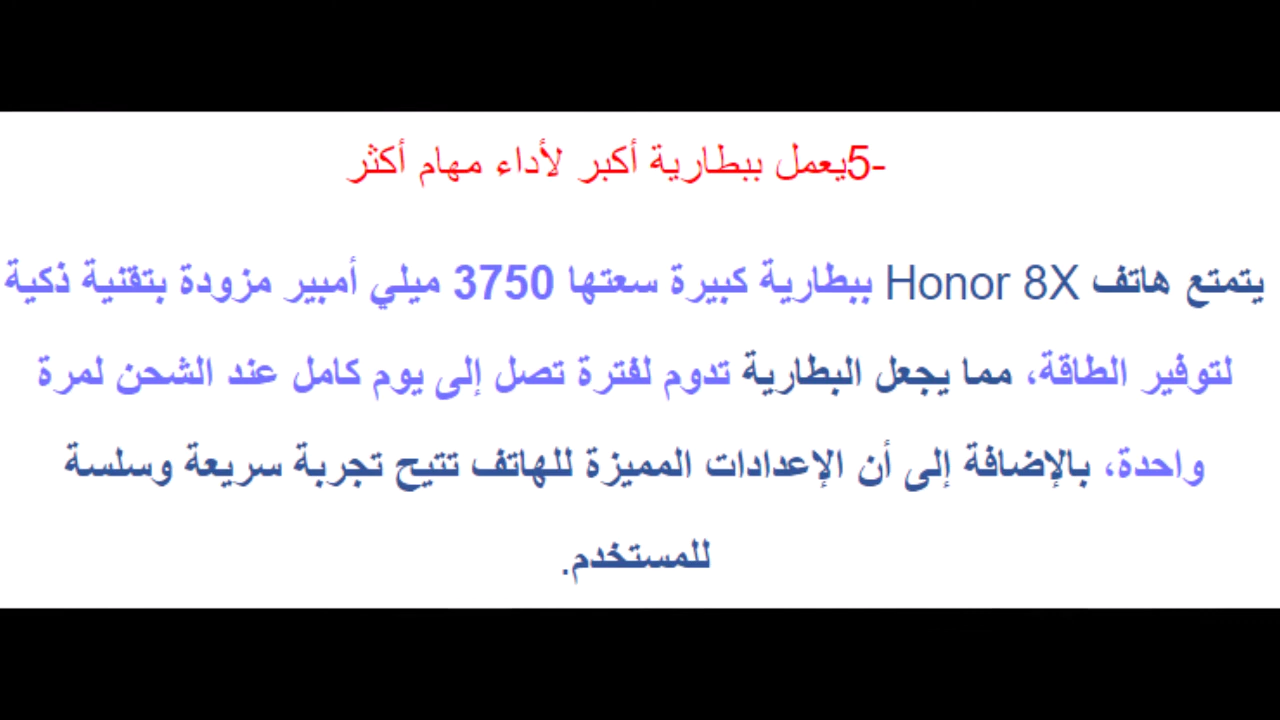 5-يعمل ببطارية أكبر لأداء مهام أكثر
يتمتع هاتف Honor 8X ببطارية كبيرة سعتها 3750 ميلي أمبير مزودة بتقنية ذكية
لتوفير الطاقة، مما يجعل البطارية تدوم لفترة تصل إلى يوم كامل عند الشحن لمرة
واحدة، بالإضافة إلى أن الإعدادات المميزة للهاتف تتيح تجربة سريعة وسلسة
للمستخدم.